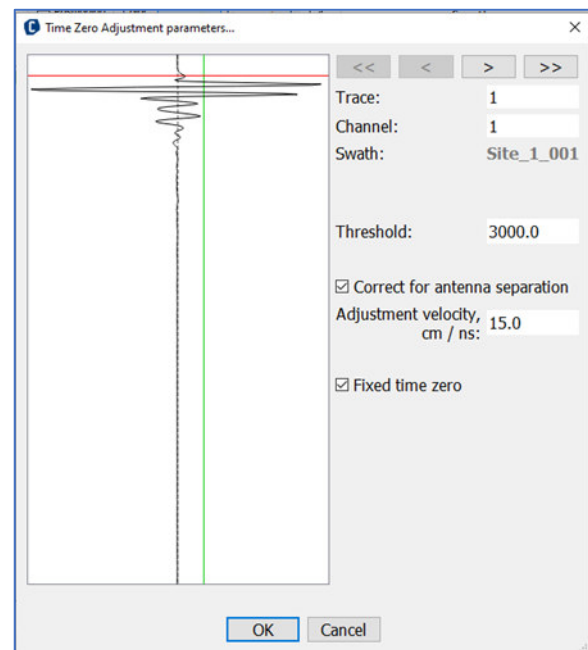 Time Zero Adjustment parameters...
<< < > >>
Trace: 1
Channel: 1
Swath: Site_1_001
Threshold: 3000.0
Correct for antenna separation
Adjustment velocity, cm / ns: 15.0
Fixed time zero
OK Cancel